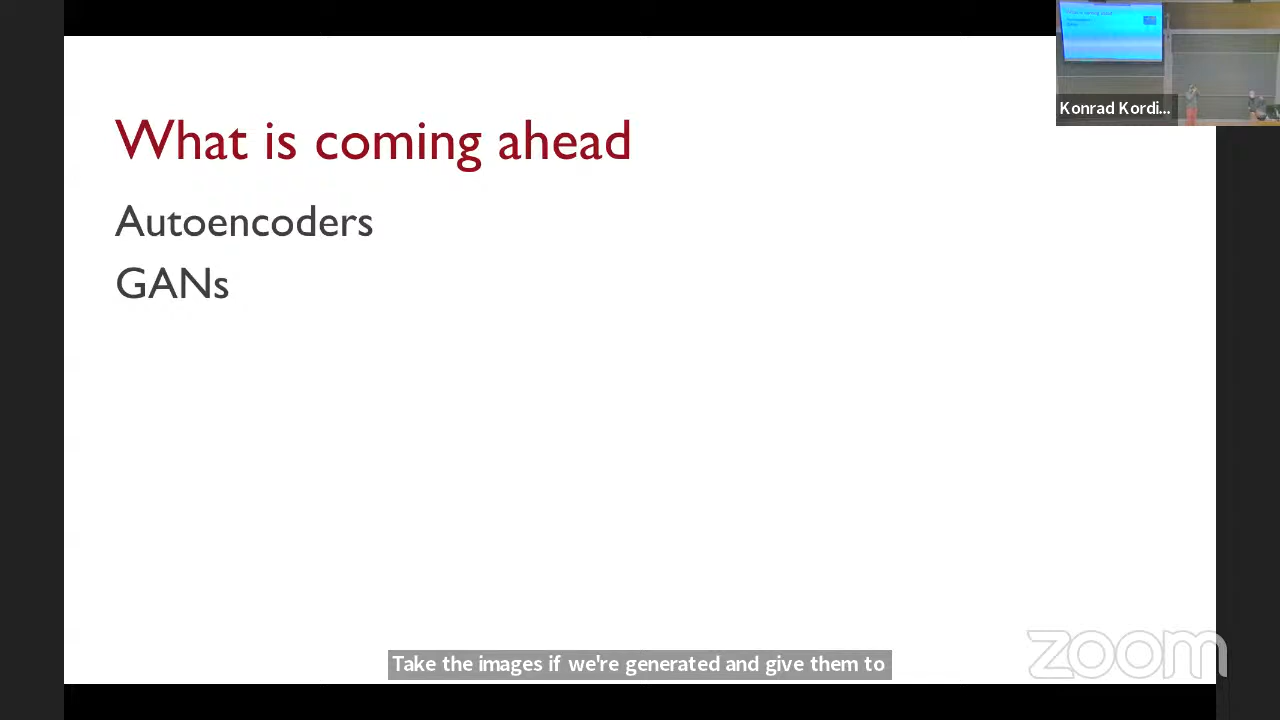 What is coming ahead
Autoencoders
GANs
Konrad Kordi...
Take the images if we're generated and give them to
zoom